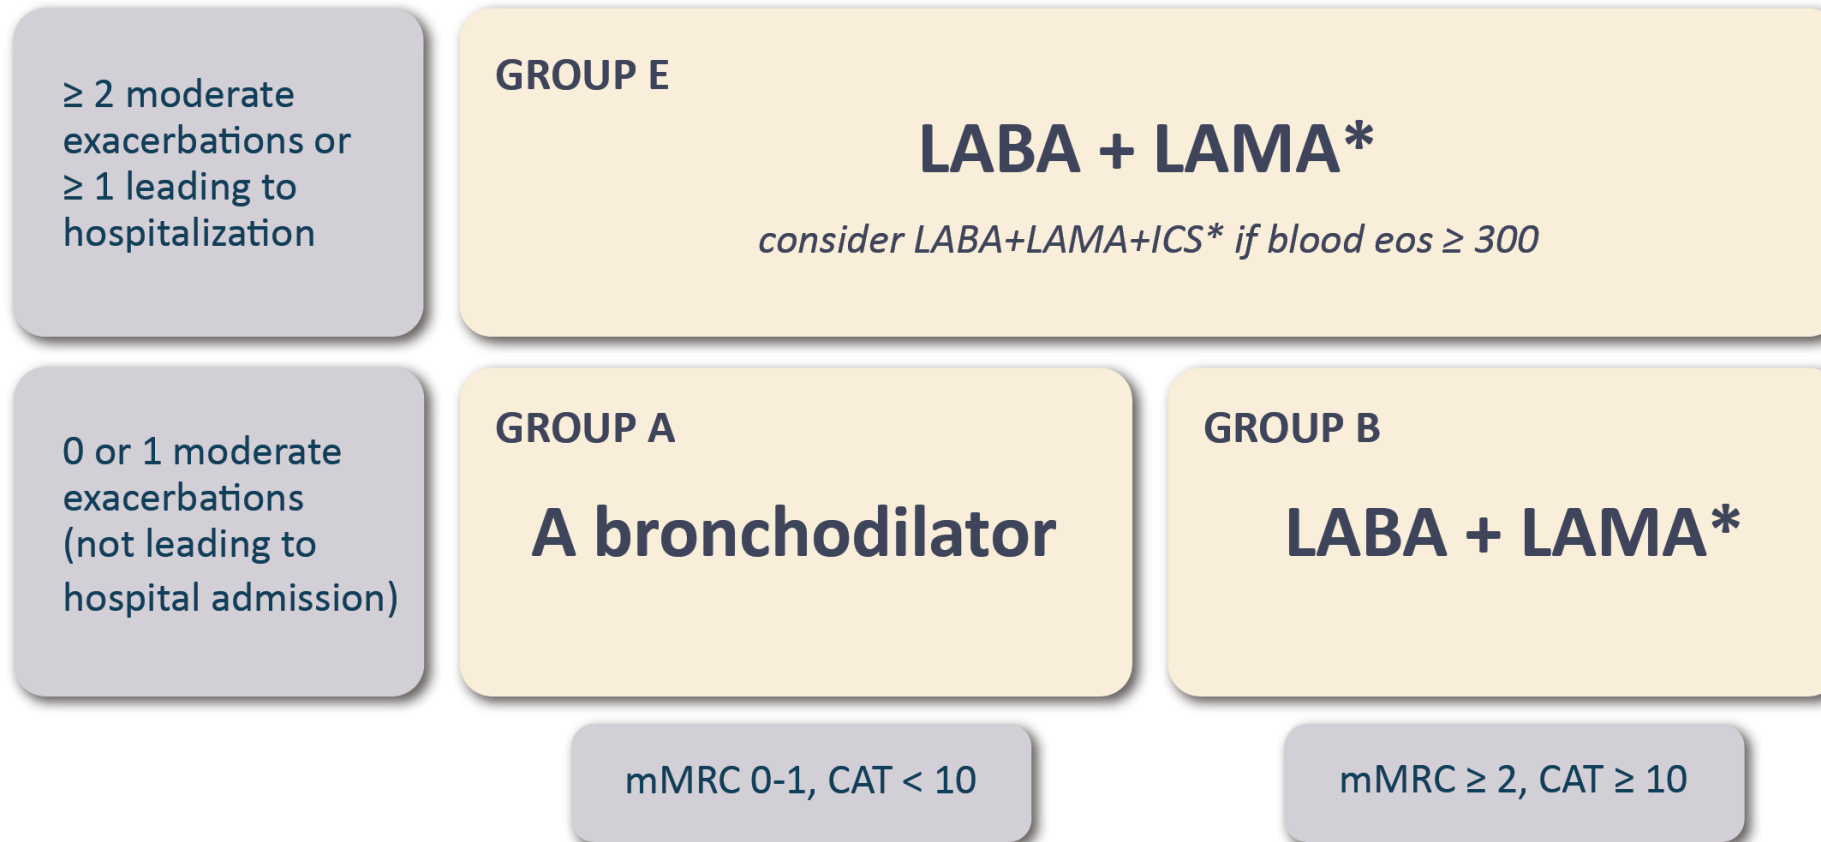 ≥ 2 moderate
exacerbations or
≥ 1 leading to
hospitalization
GROUP E
LABA + LAMA*
consider LABA+LAMA+ICS* if blood eos ≥ 300
0 or 1 moderate
exacerbations
(not leading to
hospital admission)
GROUP A
A bronchodilator
GROUP B
LABA + LAMA*
mMRC 0-1, CAT < 10
mMRC ≥ 2, CAT ≥ 10